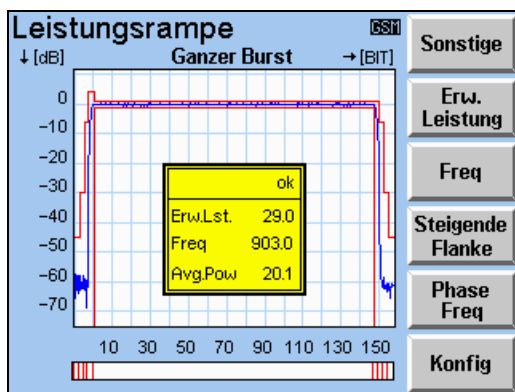 Leistungsrampe GSM
↓ [dB] Ganzer Burst → [BIT]
0
-10
-20
-30
-40
-50
-60
-70
ok
Erw.Lst. 29.0
Freq 903.0
Avg.Pow 20.1
10 30 50 70 90 110 130 150
Sonstige
Erw.
Leistung
Freq
Steigende
Flanke
Phase
Freq
Konfig